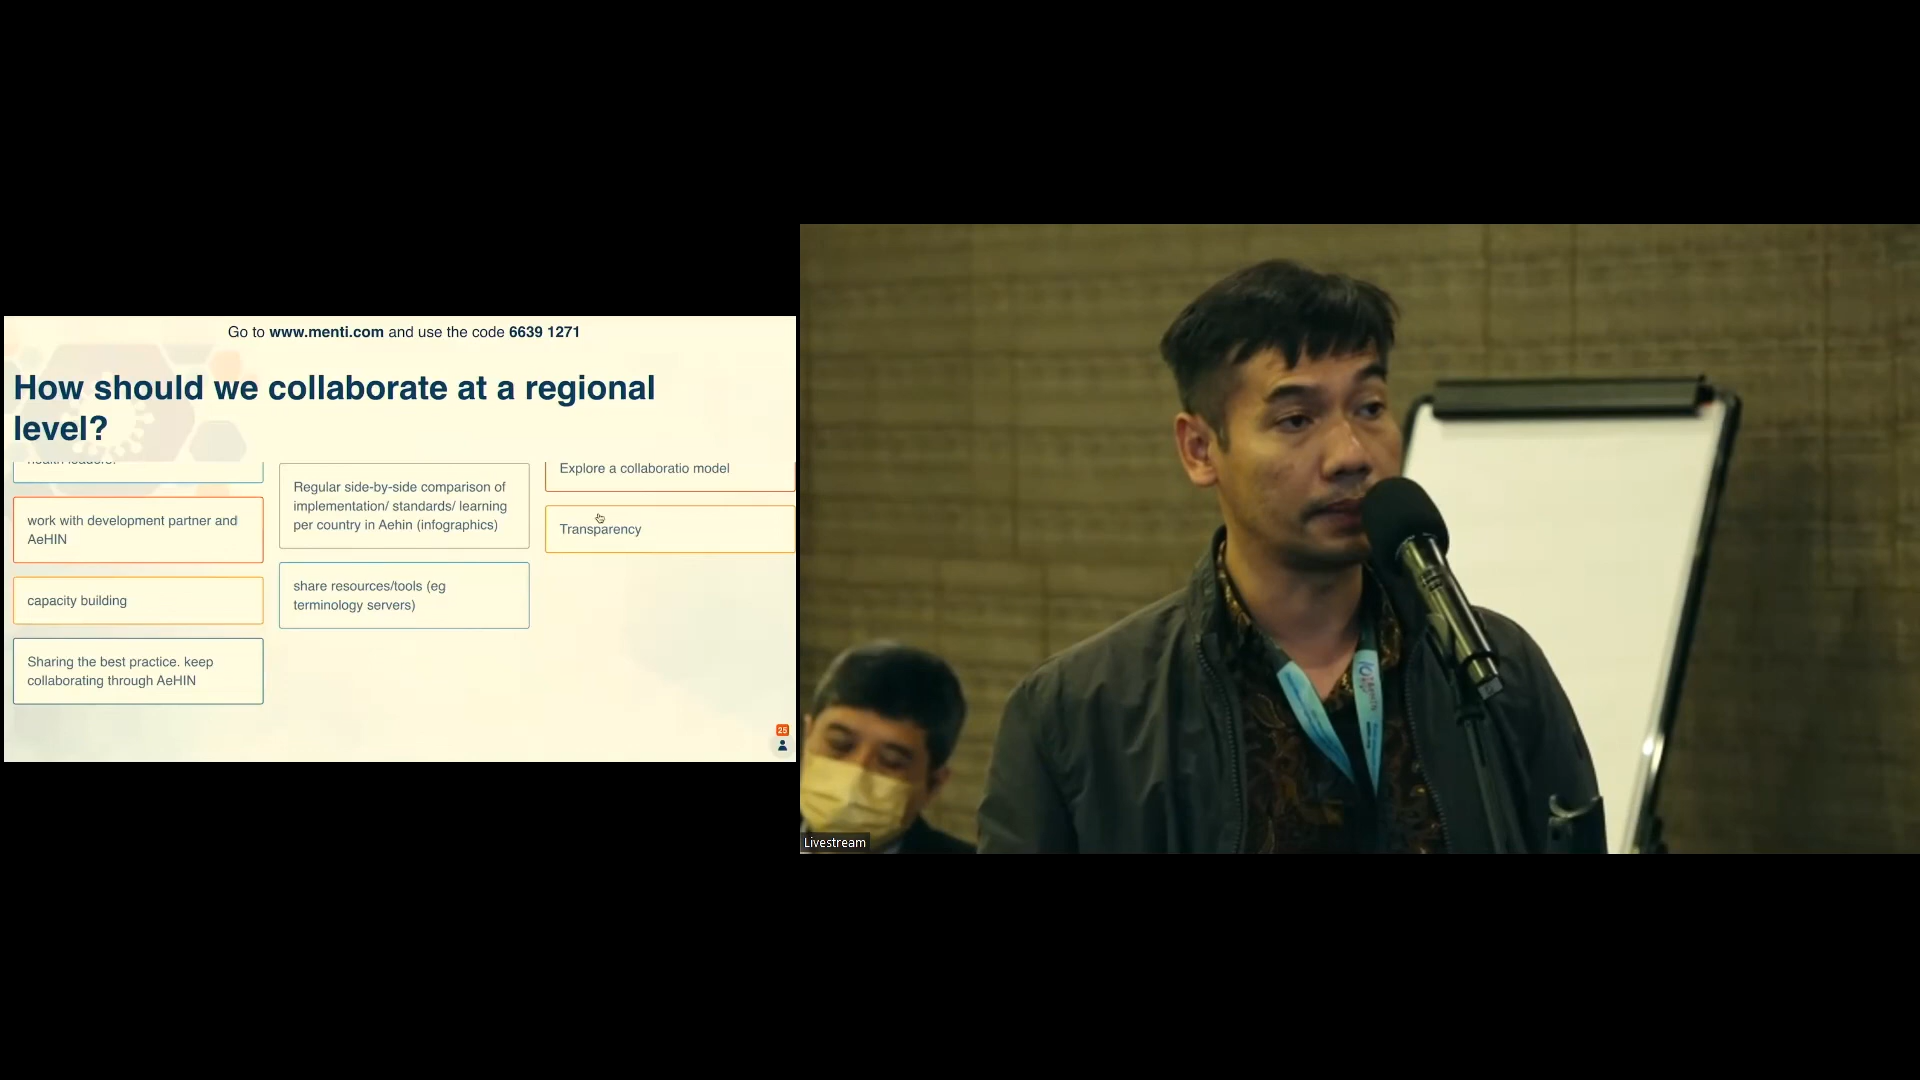 Go to www.menti.com and use the code 6639 1271
How should we collaborate at a regional
level?
health leaders.
work with development partner and
AeHIN
capacity building
Sharing the best practice. keep
collaborating through AeHIN
Regular side-by-side comparison of
implementation/ standards/ learning
per country in Aehin (infographics)
share resources/tools (eg
terminology servers)
Explore a collaboratio model
Transparency
25
Livestream